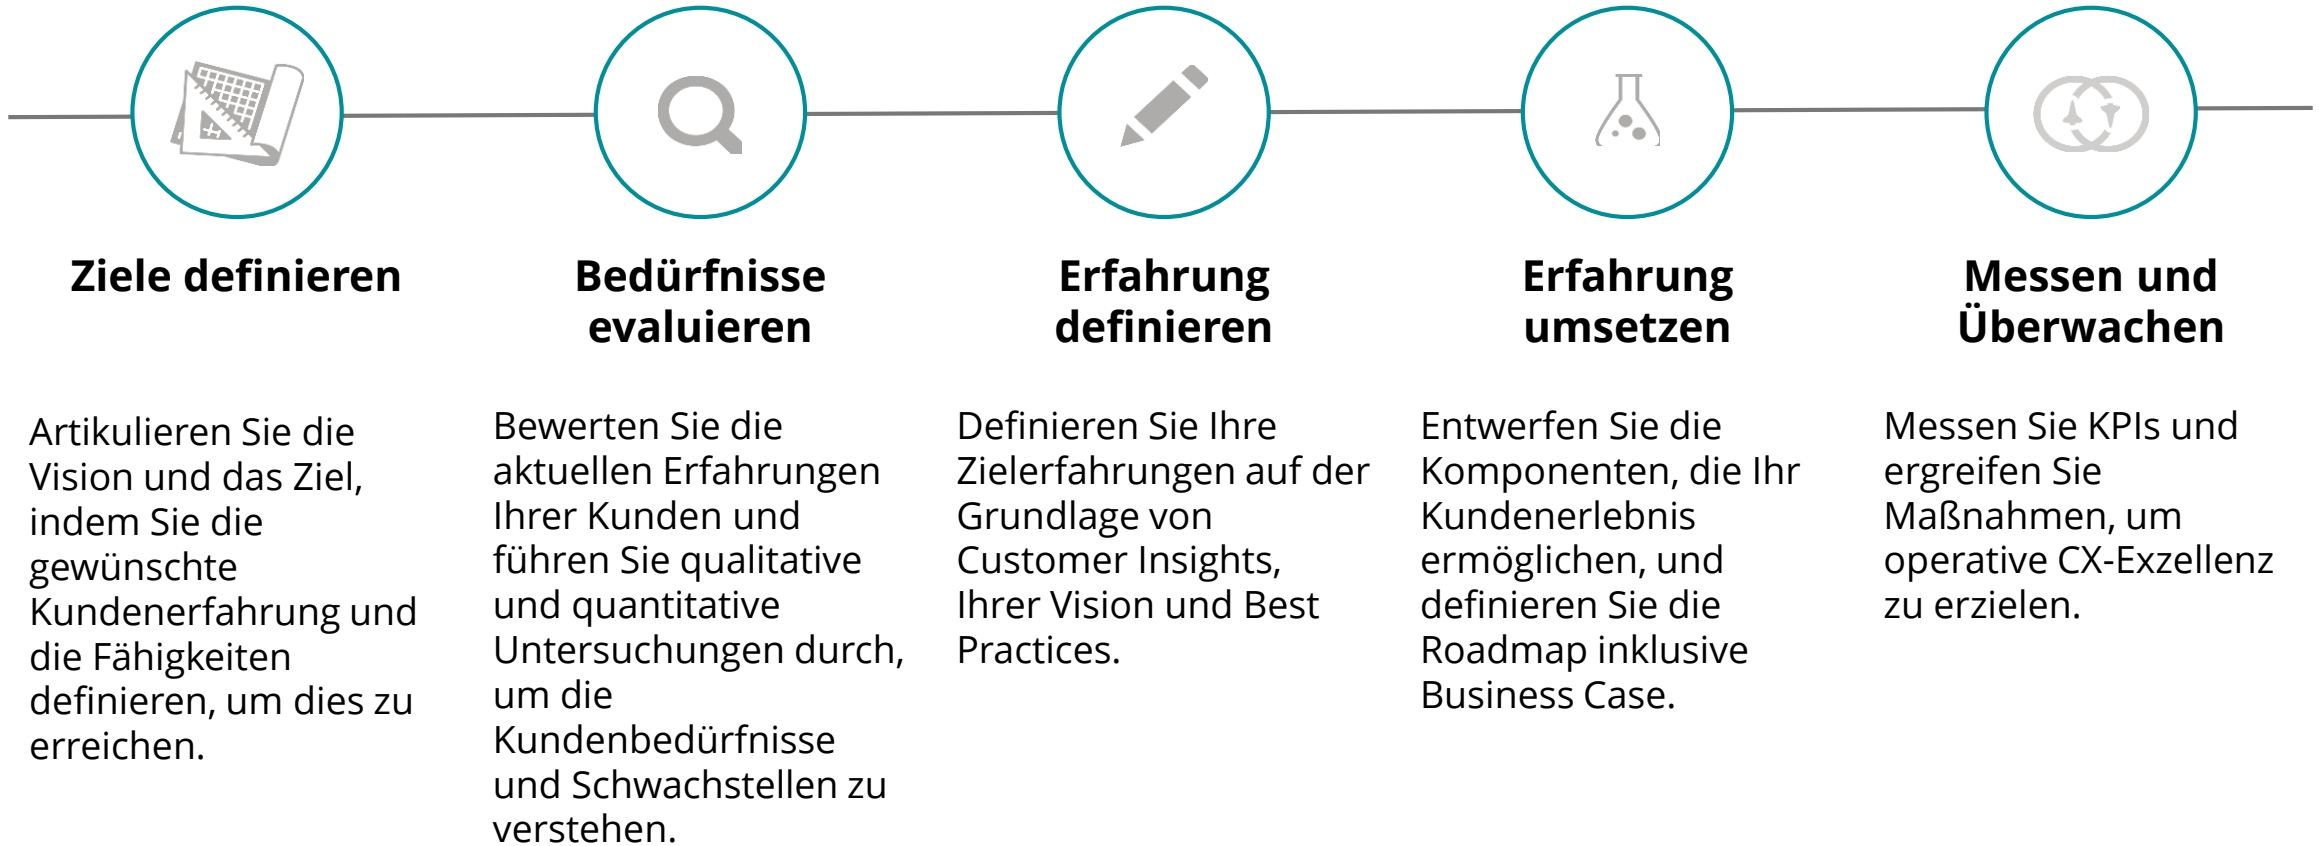 Ziele definieren
Artikulieren Sie die
Vision und das Ziel,
indem Sie die
gewünschte
Kundenerfahrung und
die Fähigkeiten
definieren, um dies zu
erreichen.
Bedürfnisse
evaluieren
Bewerten Sie die
aktuellen Erfahrungen
Ihrer Kunden und
führen Sie qualitative
und quantitative
Untersuchungen durch,
um die
Kundenbedürfnisse
und Schwachstellen zu
verstehen.
Erfahrung
definieren
Definieren Sie Ihre
Zielerfahrungen auf der
Grundlage von
Customer Insights,
Ihrer Vision und Best
Practices.
Erfahrung
umsetzen
Entwerfen Sie die
Komponenten, die Ihr
Kundenerlebnis
ermöglichen, und
definieren Sie die
Roadmap inklusive
Business Case.
Messen und
Überwachen
Messen Sie KPIs und
ergreifen Sie
Maßnahmen, um
operative CX-Exzellenz
zu erzielen.